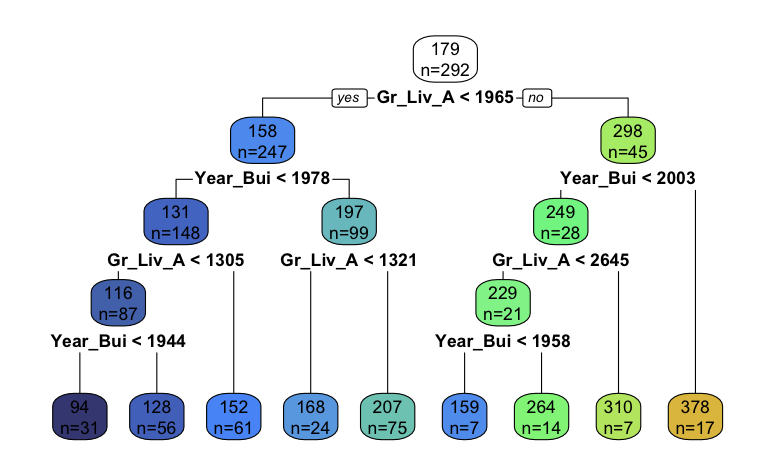 179
n=292
yes
Gr_Liv_A < 1965
no
158
n=247
298
n=45
Year_Bui < 1978
Year_Bui < 2003
131
n=148
197
n=99
249
n=28
Gr_Liv_A < 1305
Gr_Liv_A < 1321
Gr_Liv_A < 2645
116
n=87
229
n=21
Year_Bui < 1944
Year_Bui < 1958
94
n=31
128
n=56
152
n=61
168
n=24
207
n=75
159
n=7
264
n=14
310
n=7
378
n=17